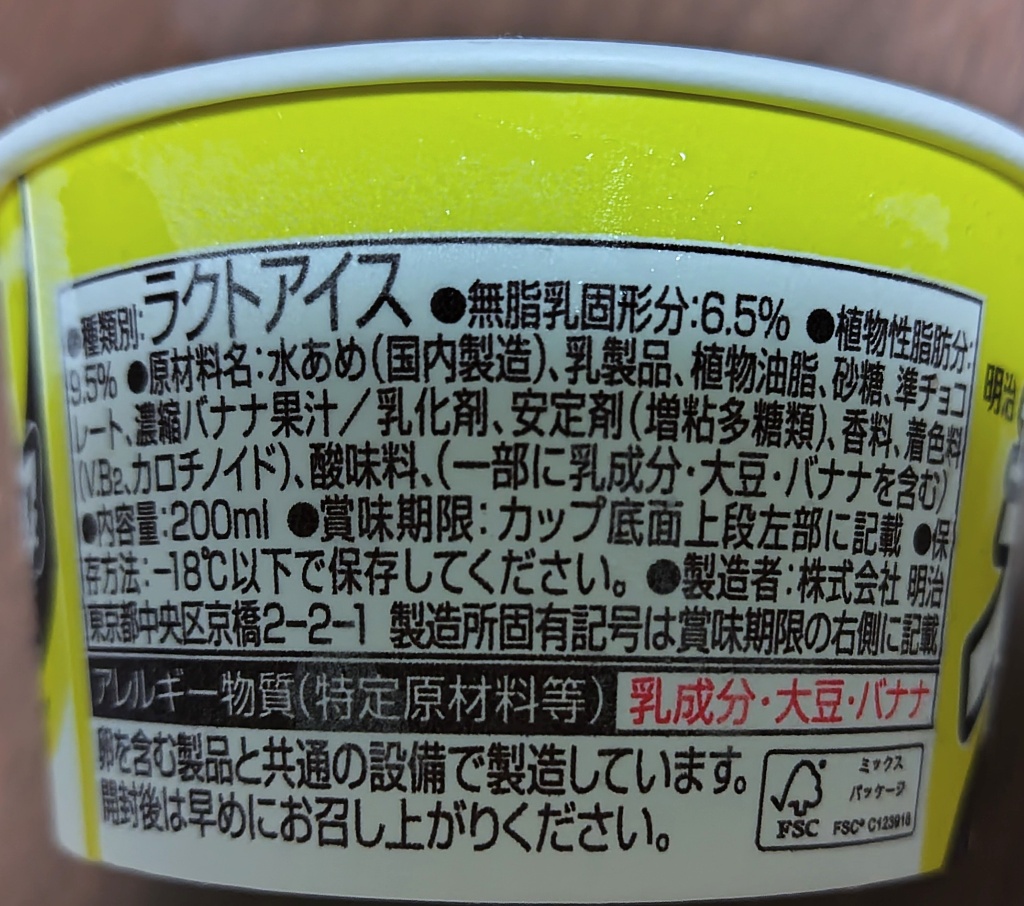 ●種類別:ラクトアイス ●無脂乳固形分:6.5% ●植物性脂肪分:
9.5% ●原材料名:水あめ(国内製造)、乳製品、植物油脂、砂糖、準チョコ
レート、濃縮バナナ果汁/乳化剤、安定剤(増粘多糖類)、香料、着色料
(V.B₂、カロチノイド)、酸味料、(一部に乳成分・大豆・バナナを含む)
●内容量:200ml ●賞味期限:カップ底面上段左部に記載 ●保
存方法:-18℃以下で保存してください。 ●製造者:株式会社 明治
東京都中央区京橋2-2-1 製造所固有記号は賞味期限の右側に記載
アレルギー物質(特定原材料等) 乳成分・大豆・バナナ
卵を含む製品と共通の設備で製造しています。
開封後は早めにお召し上がりください。
FSC
ミックス
パッケージ
FSC® C123918
明治